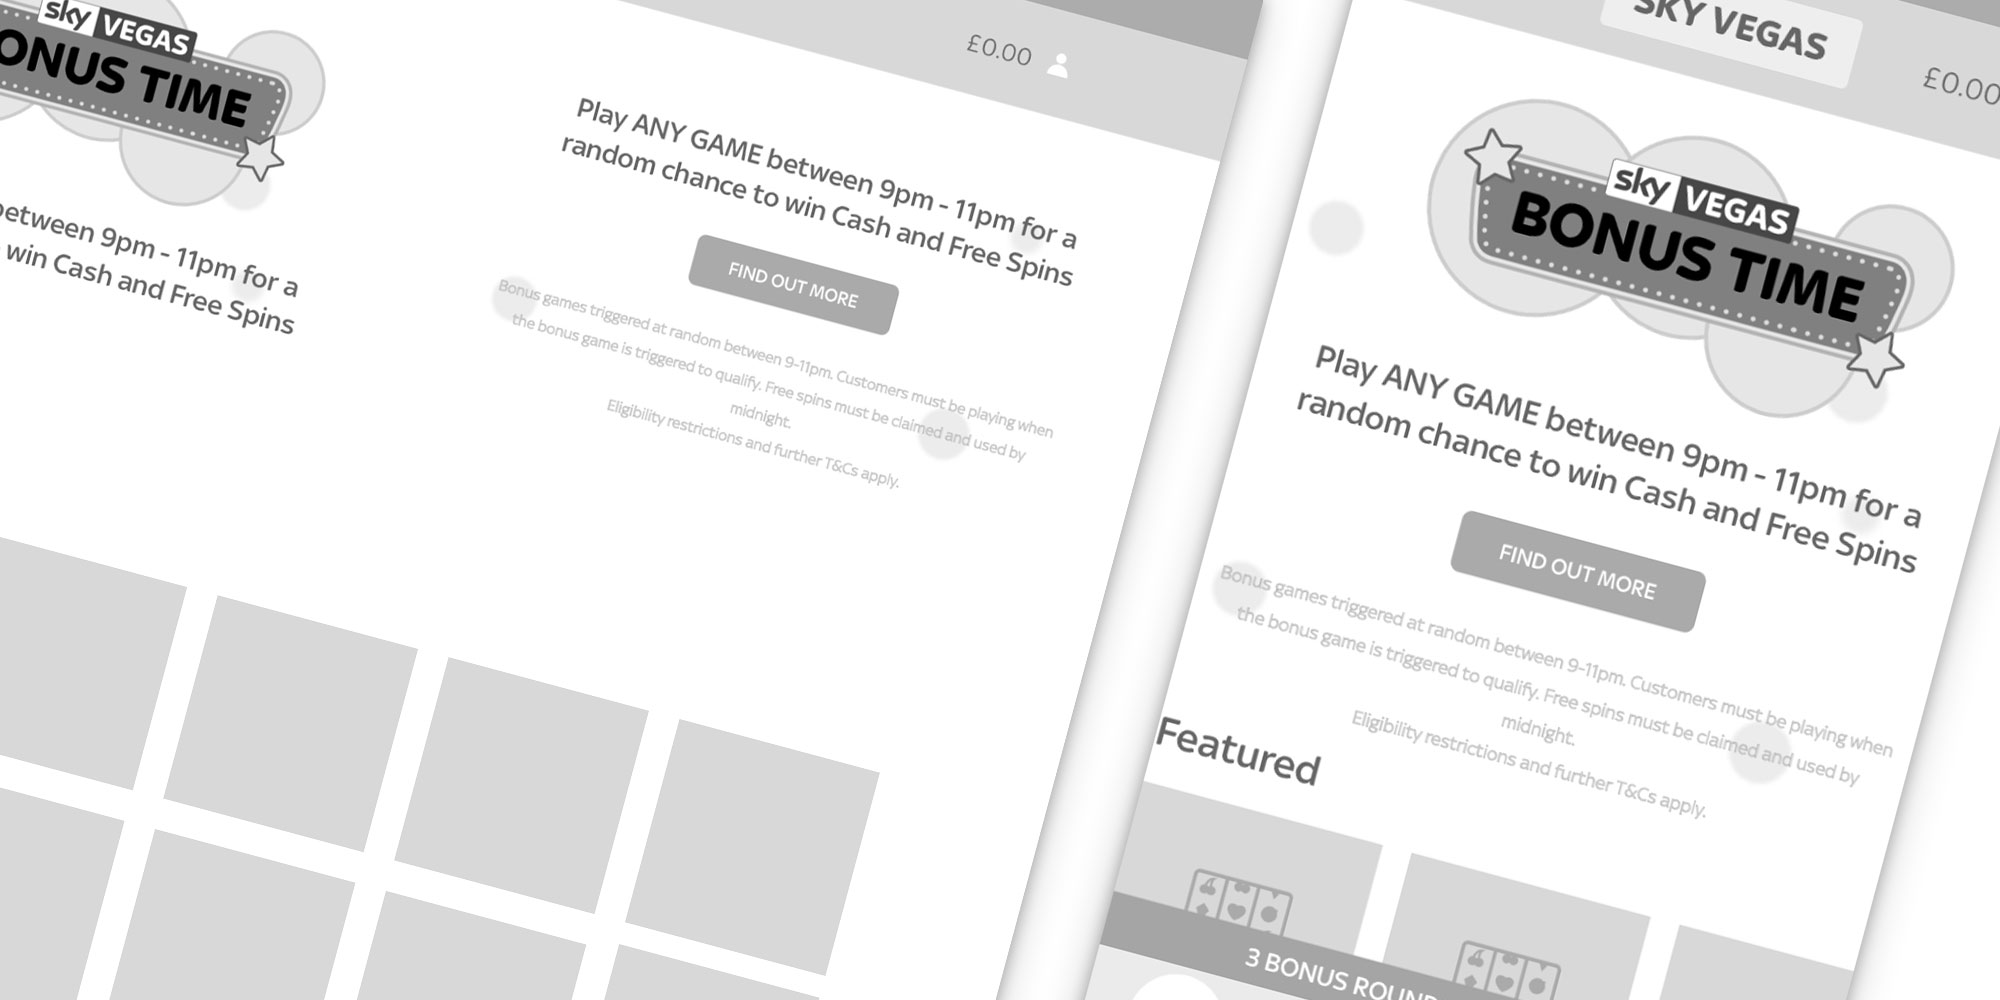 sky VEGAS
ONUS TIME
between 9pm - 11pm for a
win Cash and Free Spins
£0.00
Play ANY GAME between 9pm - 11pm for a
random chance to win Cash and Free Spins
FIND OUT MORE
Bonus games triggered at random between 9-11pm. Customers must be playing when
the bonus game is triggered to qualify. Free spins must be claimed and used by
midnight.
Eligibility restrictions and further T&Cs apply.
SKY VEGAS
£0.00
sky VEGAS
BONUS TIME
Play ANY GAME between 9pm - 11pm for a
random chance to win Cash and Free Spins
FIND OUT MORE
Bonus games triggered at random between 9-11pm. Customers must be playing when
the bonus game is triggered to qualify. Free spins must be claimed and used by
midnight.
Eligibility restrictions and further T&Cs apply.
Featured
3 BONUS ROUND